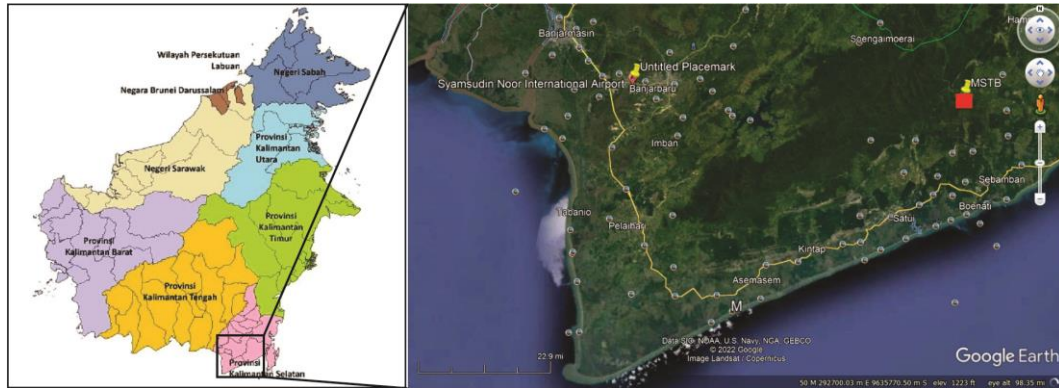 Wilayah Persekutuan
Labuan
Negeri Sabah
Negara Brunei Darussalam
Provinsi
Kalimantan
Utara
Negeri Sarawak
Provinsi
Kalimantan
Timur
Provinsi
Kalimantan Barat
Provinsi
Kalimantan Tengah
Provinsi
Kalimantan Selatan
Banjarmasin
Soengaimoerai
Ham
N
Untitled Placemark
Syamsudin Noor International Airport
Banjarbaru
MSTB
Imban
Sebamban
Tabanio
Pelaihari
Satui
Boenati
Kintap
Asemasem
M
Data SIO, NOAA, U.S. Navy, NGA, GEBCO
© 2022 Google
Image Landsat / Copernicus
22.9 mi
Google Earth
50 M 292700.03 m E 9635770.50 m S elev 1223 ft eye alt 98.35 mi